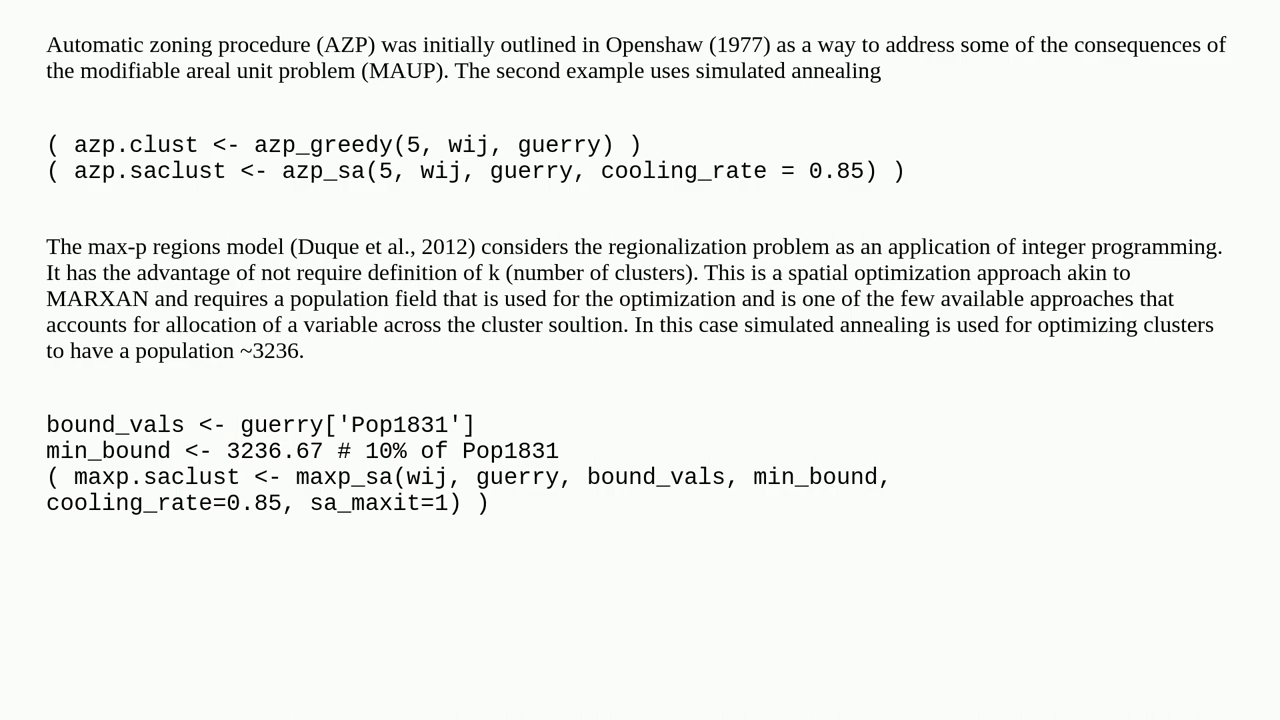 Automatic zoning procedure (AZP) was initially outlined in Openshaw (1977) as a way to address some of the consequences of
the modifiable areal unit problem (MAUP). The second example uses simulated annealing
( azp.clust <- azp_greedy(5, wij, guerry) )
( azp.saclust <- azp_sa(5, wij, guerry, cooling_rate = 0.85) )
The max-p regions model (Duque et al., 2012) considers the regionalization problem as an application of integer programming.
It has the advantage of not require definition of k (number of clusters). This is a spatial optimization approach akin to
MARXAN and requires a population field that is used for the optimization and is one of the few available approaches that
accounts for allocation of a variable across the cluster soultion. In this case simulated annealing is used for optimizing clusters
to have a population ~3236.
bound_vals <- guerry['Pop1831']
min_bound <- 3236.67 # 10% of Pop1831
( maxp.saclust <- maxp_sa(wij, guerry, bound_vals, min_bound,
cooling_rate=0.85, sa_maxit=1) )